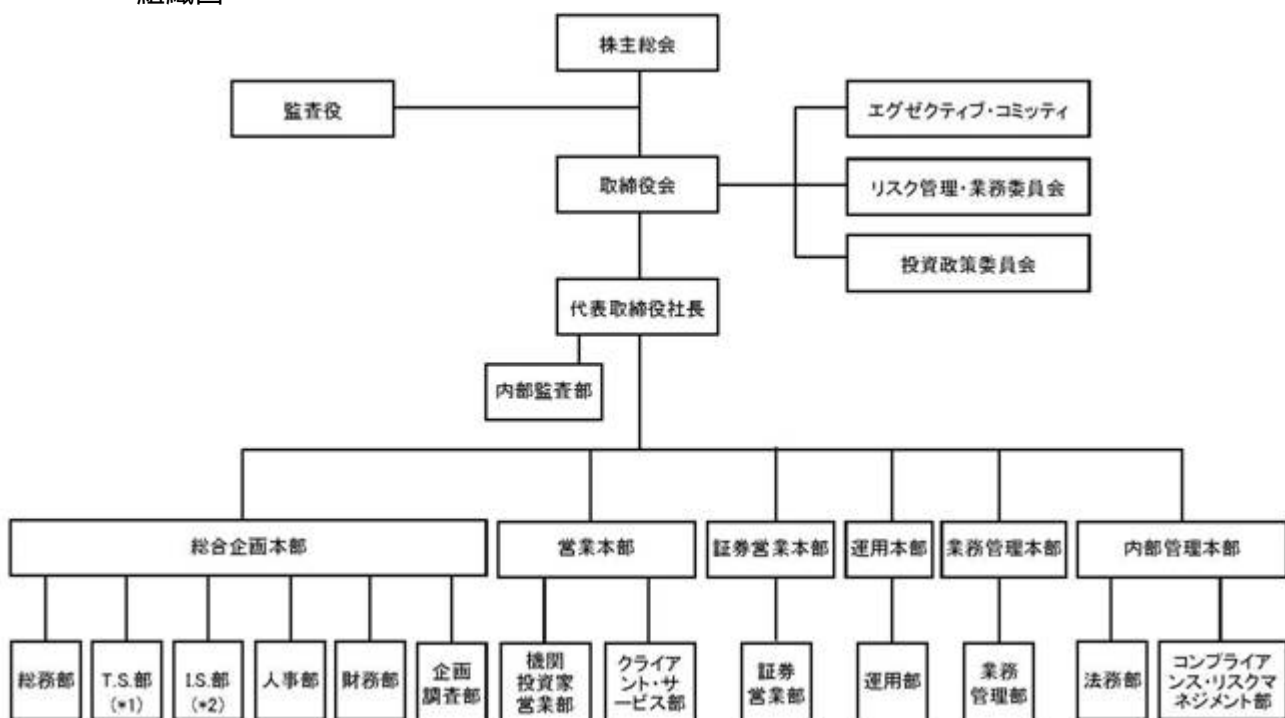 株主総会
監査役
エグゼクティブ・コミッティ
取締役会
リスク管理・業務委員会
投資政策委員会
代表取締役社長
内部監査部
総合企画本部
営業本部
証券営業本部
運用本部
業務管理本部
内部管理本部
総務部
T.S.部
(*1)
I.S.部
(*2)
人事部
財務部
企画
調査部
機関
投資家
営業部
クライア
ント・サ
ービス部
証券
営業部
運用部
業務
管理部
法務部
コンプライア
ンス・リスクマ
ネジメント部